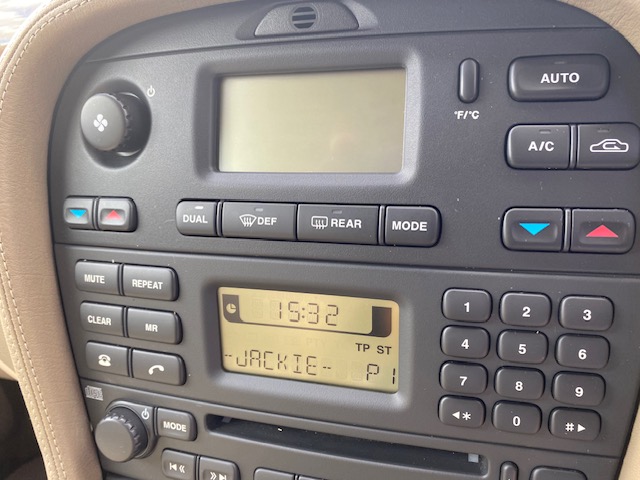 °F/°C
AUTO
A/C
DUAL
DEF
REAR
MODE
MUTE
REPEAT
CLEAR
MR
15:32
TP ST
-JACKIE-- P1
1 2 3
4 5 6
7 8 9
◄* 0 #►
MODE